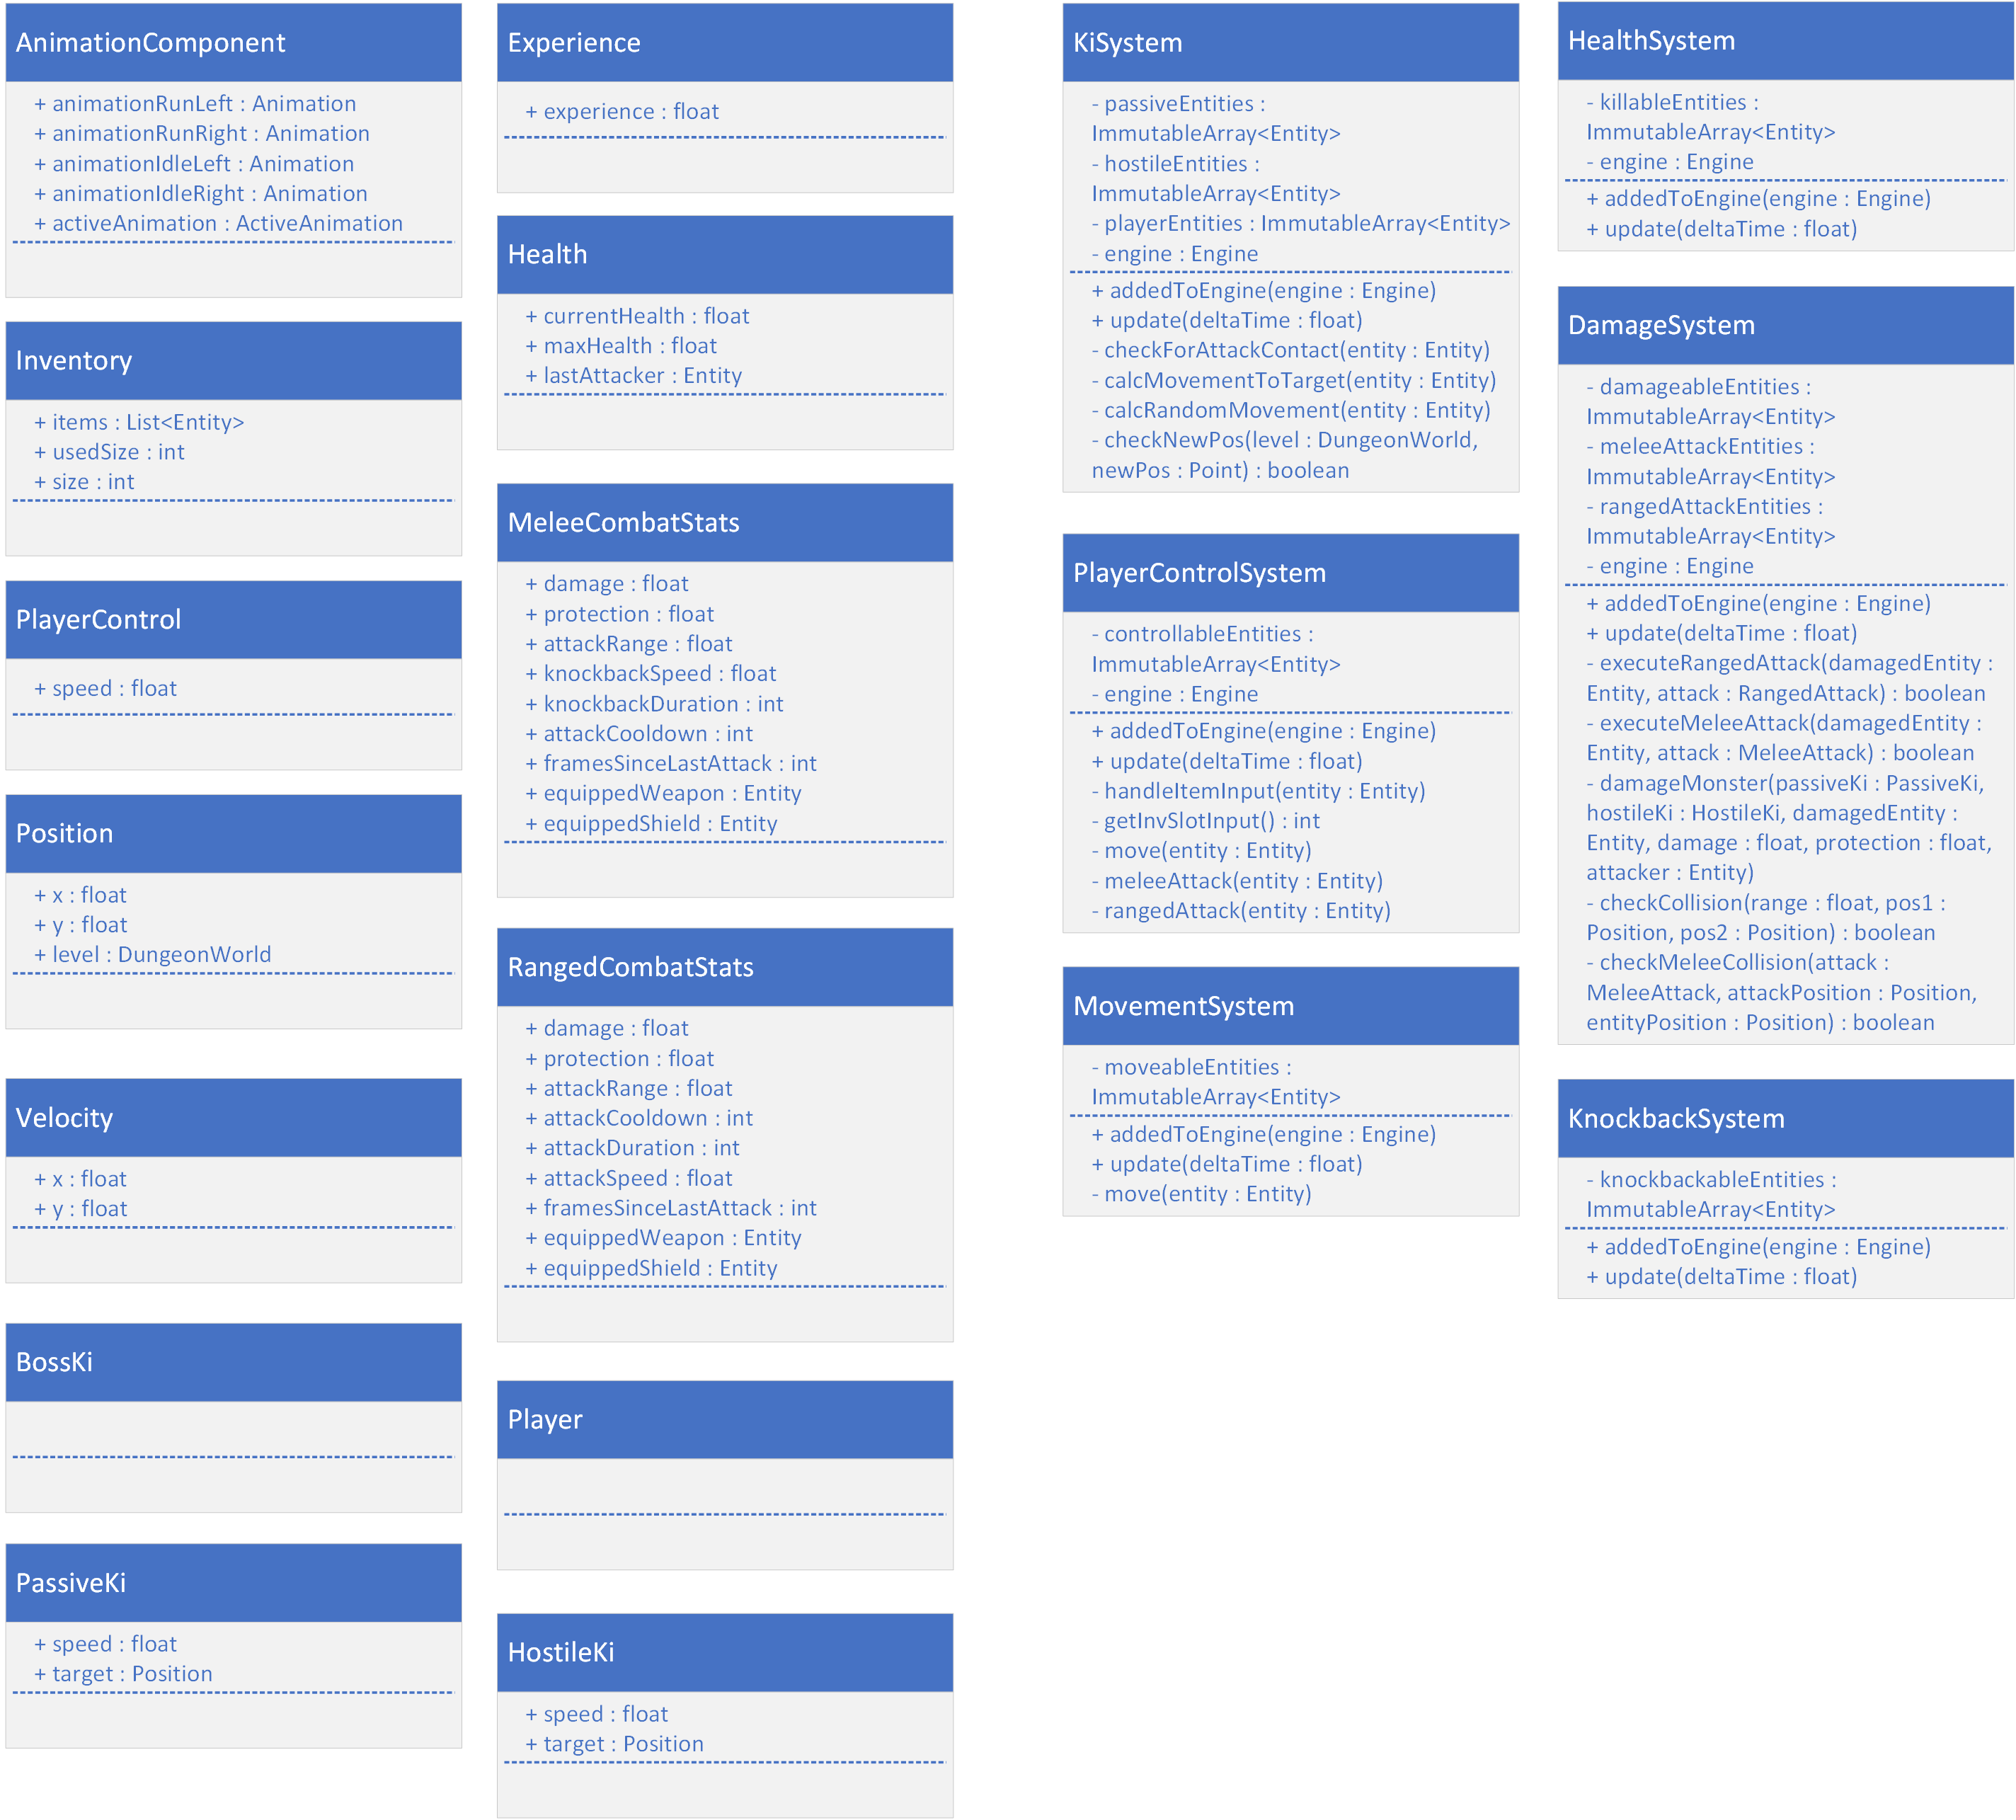 AnimationComponent
+ animationRunLeft : Animation
+ animationRunRight : Animation
+ animationIdleLeft : Animation
+ animationIdleRight : Animation
+ activeAnimation : ActiveAnimation
Inventory
+ items : List<Entity>
+ usedSize : int
+ size : int
PlayerControl
+ speed : float
Position
+ x : float
+ y : float
+ level : DungeonWorld
Velocity
+ x : float
+ y : float
BossKi
PassiveKi
+ speed : float
+ target : Position
Experience
+ experience : float
Health
+ currentHealth : float
+ maxHealth : float
+ lastAttacker : Entity
MeleeCombatStats
+ damage : float
+ protection : float
+ attackRange : float
+ knockbackSpeed : float
+ knockbackDuration : int
+ attackCooldown : int
+ framesSinceLastAttack : int
+ equippedWeapon : Entity
+ equippedShield : Entity
RangedCombatStats
+ damage : float
+ protection : float
+ attackRange : float
+ attackCooldown : int
+ attackDuration : int
+ attackSpeed : float
+ framesSinceLastAttack : int
+ equippedWeapon : Entity
+ equippedShield : Entity
Player
HostileKi
+ speed : float
+ target : Position
KiSystem
- passiveEntities :
ImmutableArray<Entity>
- hostileEntities :
ImmutableArray<Entity>
- playerEntities : ImmutableArray<Entity>
- engine : Engine
+ addedToEngine(engine : Engine)
+ update(deltaTime : float)
- checkForAttackContact(entity : Entity)
- calcMovementToTarget(entity : Entity)
- calcRandomMovement(entity : Entity)
- checkNewPos(level : DungeonWorld,
newPos : Point) : boolean
PlayerControlSystem
- controllableEntities :
ImmutableArray<Entity>
- engine : Engine
+ addedToEngine(engine : Engine)
+ update(deltaTime : float)
- handleItemInput(entity : Entity)
- getInvSlotInput() : int
- move(entity : Entity)
- meleeAttack(entity : Entity)
- rangedAttack(entity : Entity)
MovementSystem
- moveableEntities :
ImmutableArray<Entity>
+ addedToEngine(engine : Engine)
+ update(deltaTime : float)
- move(entity : Entity)
HealthSystem
- killableEntities :
ImmutableArray<Entity>
- engine : Engine
+ addedToEngine(engine : Engine)
+ update(deltaTime : float)
DamageSystem
- damageableEntities :
ImmutableArray<Entity>
- meleeAttackEntities :
ImmutableArray<Entity>
- rangedAttackEntities :
ImmutableArray<Entity>
- engine : Engine
+ addedToEngine(engine : Engine)
+ update(deltaTime : float)
- executeRangedAttack(damagedEntity :
Entity, attack : RangedAttack) : boolean
- executeMeleeAttack(damagedEntity :
Entity, attack : MeleeAttack) : boolean
- damageMonster(passiveKi : PassiveKi,
hostileKi : HostileKi, damagedEntity :
Entity, damage : float, protection : float,
attacker : Entity)
- checkCollision(range : float, pos1 :
Position, pos2 : Position) : boolean
- checkMeleeCollision(attack :
MeleeAttack, attackPosition : Position,
entityPosition : Position) : boolean
KnockbackSystem
- knockbackableEntities :
ImmutableArray<Entity>
+ addedToEngine(engine : Engine)
+ update(deltaTime : float)